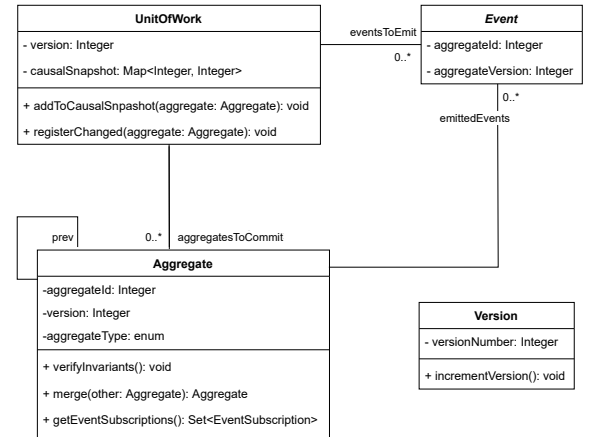 UnitOfWork
- version: Integer
- causalSnapshot: Map<Integer, Integer>
+ addToCausalSnpashot(aggregate: Aggregate): void
+ registerChanged(aggregate: Aggregate): void
eventsToEmit
0..*
Event
- aggregateId: Integer
- aggregateVersion: Integer
0..*
emittedEvents
prev
0..*
aggregatesToCommit
Aggregate
-aggregateId: Integer
-version: Integer
-aggregateType: enum
+ verifyInvariants(): void
+ merge(other: Aggregate): Aggregate
+ getEventSubscriptions(): Set<EventSubscription>
Version
- versionNumber: Integer
+ incrementVersion(): void